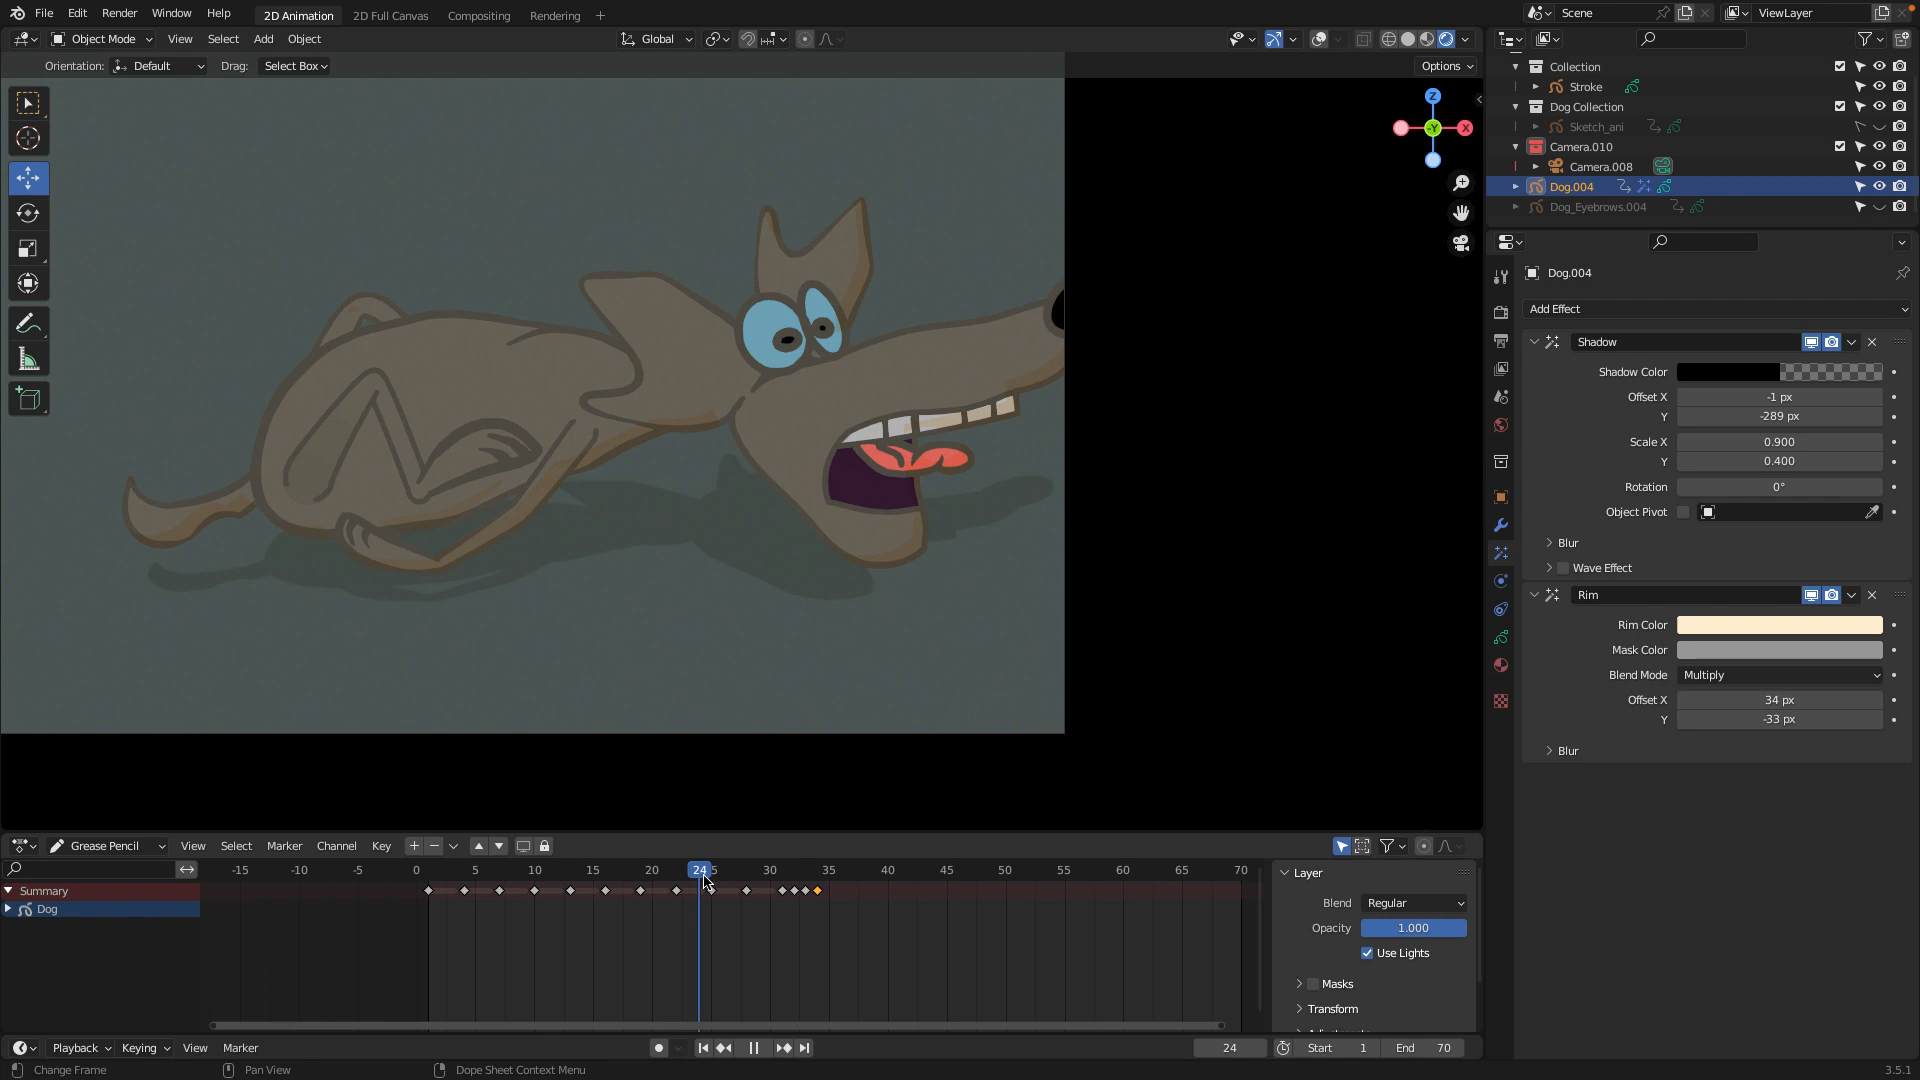 File Edit Render Window Help 2D Animation 2D Full Canvas Compositing Rendering + Scene ViewLayer
Object Mode View Select Add Object Global
Orientation: Default Drag: Select Box Options
Z
-Y X
Collection
Stroke
Dog Collection
Sketch_ani
Camera.010
Camera.008
Dog.004
Dog_Eyebrows.004
Dog.004
Add Effect
Shadow
Shadow Color
Offset X -1 px
Y -289 px
Scale X 0.900
Y 0.400
Rotation 0°
Object Pivot
Blur
Wave Effect
Rim
Rim Color
Mask Color
Blend Mode Multiply
Offset X 34 px
Y -33 px
Blur
Grease Pencil View Select Marker Channel Key
-15 -10 -5 0 5 10 15 20 24 25 30 35 40 45 50 55 60 65 70
Summary
Dog
Layer
Blend Regular
Opacity 1.000
Use Lights
Masks
Transform
Playback Keying View Marker 24 Start 1 End 70
Change Frame Pan View Dope Sheet Context Menu 3.5.1